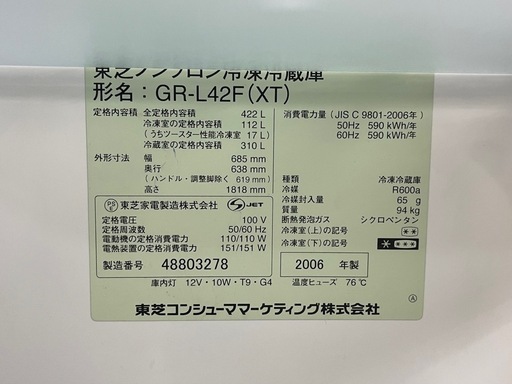 東芝ノンフロン冷凍冷蔵庫
形名：GR-L42F(XT)
定格内容積 全定格内容積 422 L
冷凍室の定格内容積 112 L
(うちツースター性能冷凍室 17 L)
冷蔵室の定格内容積 310 L
外形寸法 幅 685 mm
奥行 638 mm
(ハンドル・調整脚除く 619 mm)
高さ 1818 mm
消費電力量 (JIS C 9801-2006年)
50Hz 590 kWh/年
60Hz 590 kWh/年
種類 冷凍冷蔵庫
冷媒 R600a
冷媒封入量 65 g
質量 94 kg
断熱発泡ガス シクロペンタン
冷凍室(上)の記号 **
冷凍室(下)の記号 ****
PS E 東芝家電製造株式会社 S JET
定格電圧 100 V
定格周波数 50/60 Hz
電動機の定格消費電力 110/110 W
電熱装置の定格消費電力 151/151 W
製造番号 48803278
2006 年製
庫内灯 12V・10W・T9・G4
温度ヒューズ 76℃
東芝コンシューママーケティング株式会社
A